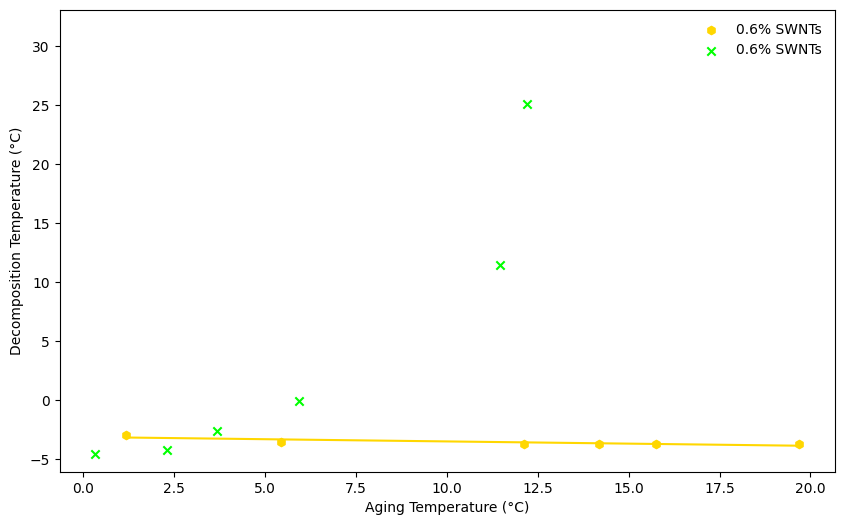 0.6% SWNTs
0.6% SWNTs
30
25
20
15
10
5
0
−5
Decomposition Temperature (°C)
0.0 2.5 5.0 7.5 10.0 12.5 15.0 17.5 20.0
Aging Temperature (°C)